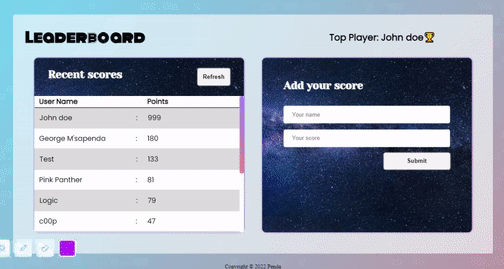 Leaderboard
Top Player: John doe🏆
Recent scores
Refresh
User Name Points
John doe : 999
George M'sapenda : 180
Test : 133
Pink Panther : 81
Logic : 79
c00p : 47
Add your score
Your name
Your score
Submit
Copyright © 2022